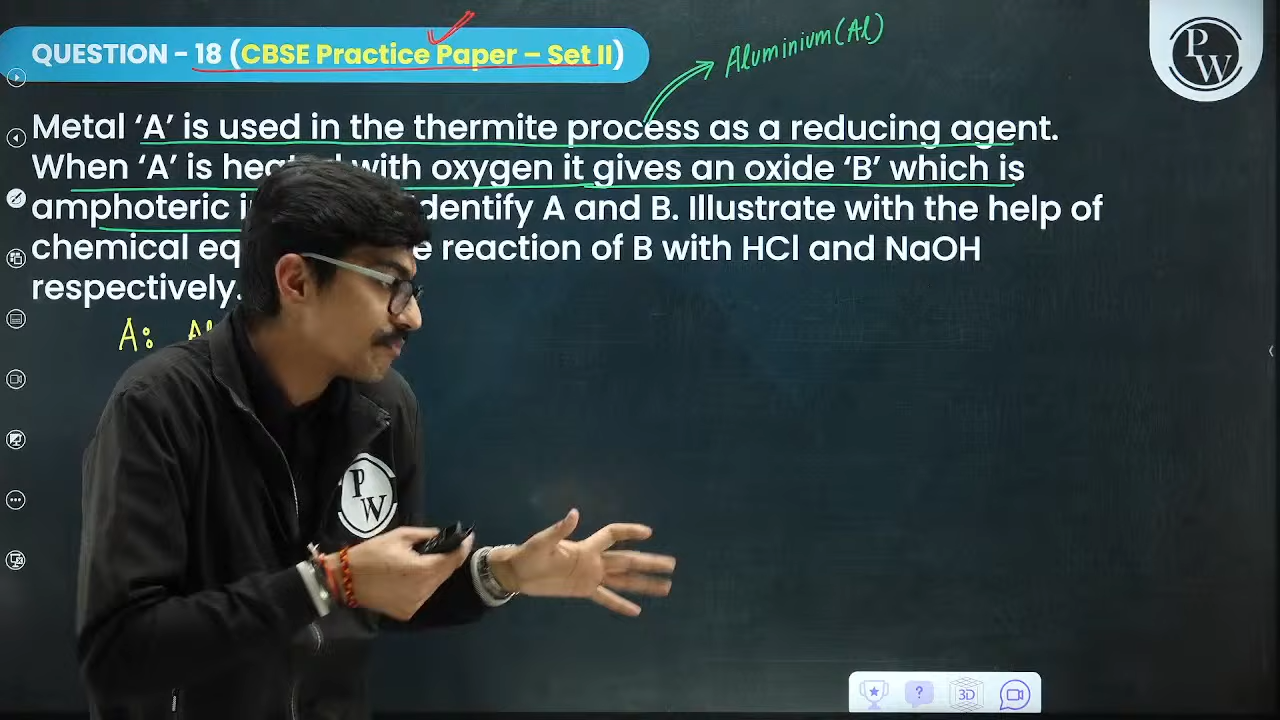 QUESTION - 18 (CBSE Practice Paper – Set II)
Aluminium (Al)
PW
Metal ‘A’ is used in the thermite process as a reducing agent.
When ‘A’ is with oxygen it gives an oxide ‘B’ which is
amphoteric identify A and B. Illustrate with the help of
chemical reaction of B with HCl and NaOH
respectively.
A:
PW
? 3D